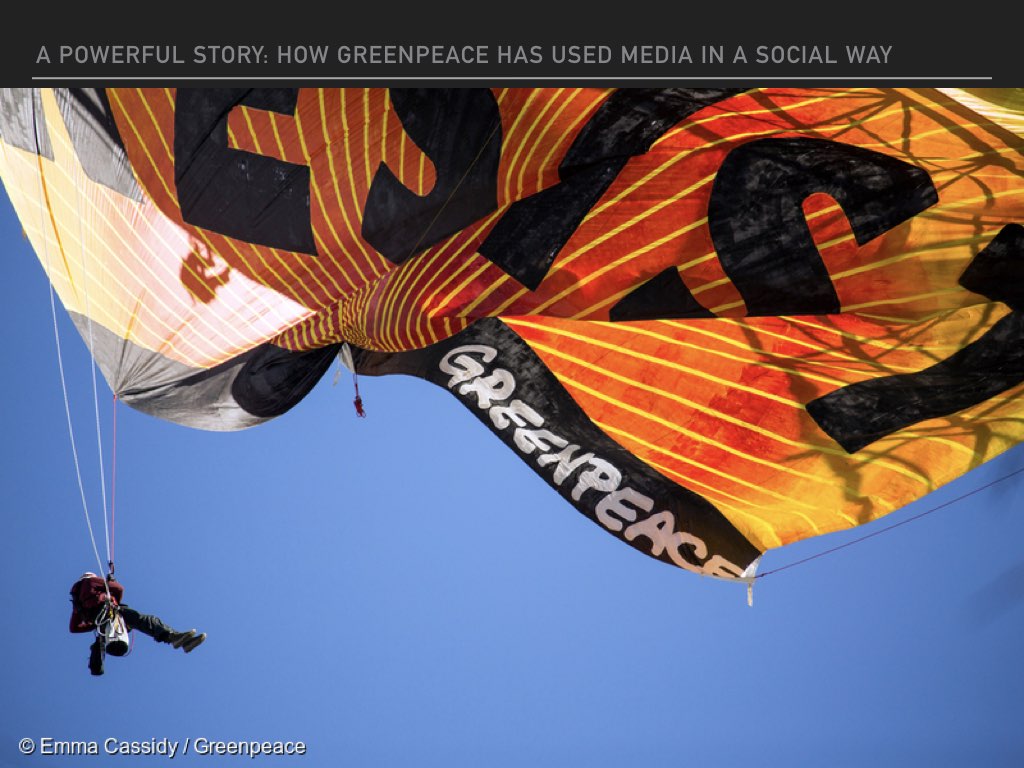 A POWERFUL STORY: HOW GREENPEACE HAS USED MEDIA IN A SOCIAL WAY
GREENPEACE
© Emma Cassidy / Greenpeace